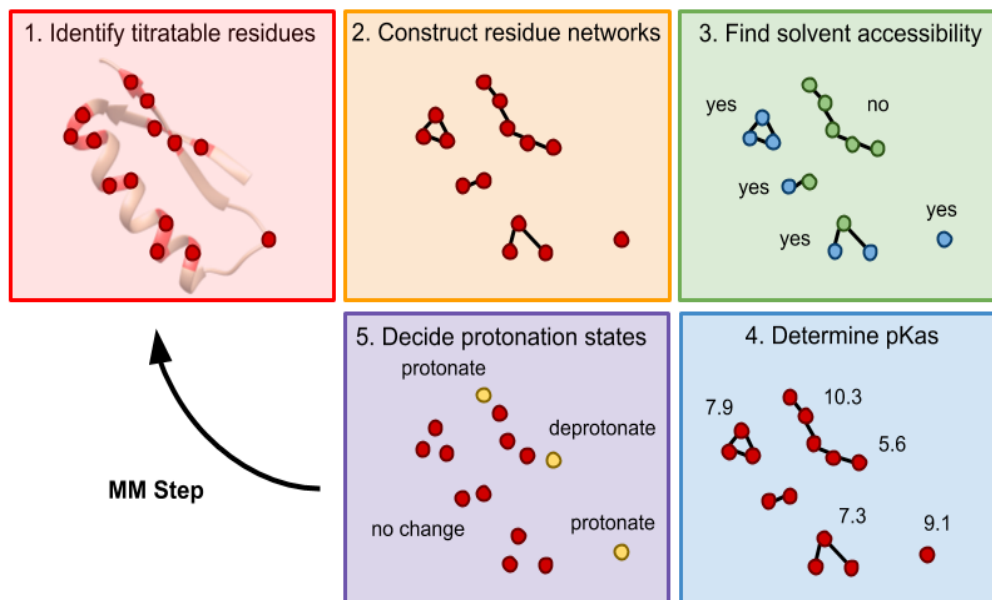 1. Identify titratable residues
2. Construct residue networks
3. Find solvent accessibility
yes
no
yes
yes
yes
MM Step
5. Decide protonation states
protonate
deprotonate
no change
protonate
4. Determine pKas
7.9
10.3
5.6
7.3
9.1